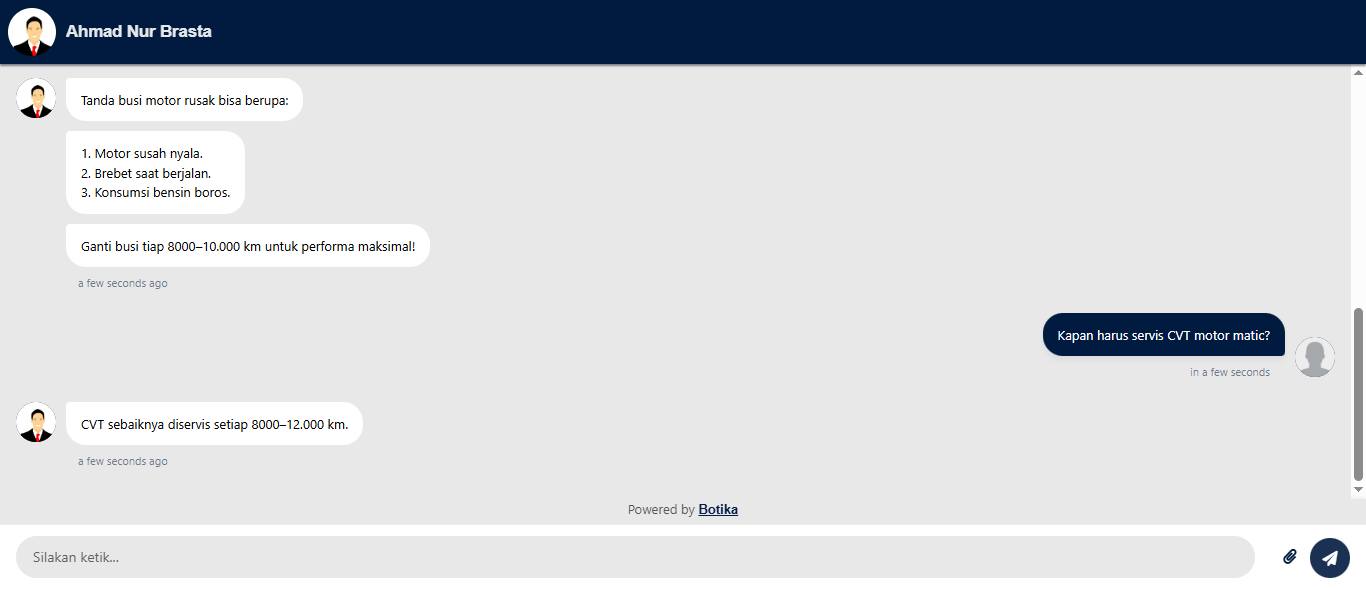 Ahmad Nur Brasta
Tanda busi motor rusak bisa berupa:
1. Motor susah nyala.
2. Brebet saat berjalan.
3. Konsumsi bensin boros.
Ganti busi tiap 8000–10.000 km untuk performa maksimal!
a few seconds ago
Kapan harus servis CVT motor matic?
in a few seconds
CVT sebaiknya diservis setiap 8000–12.000 km.
a few seconds ago
Powered by Botika
Silakan ketik...